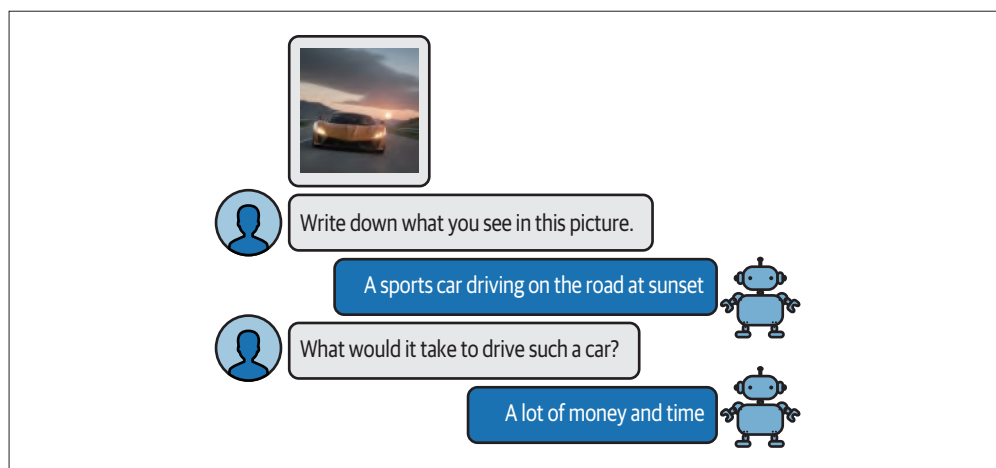 Write down what you see in this picture.
A sports car driving on the road at sunset
What would it take to drive such a car?
A lot of money and time